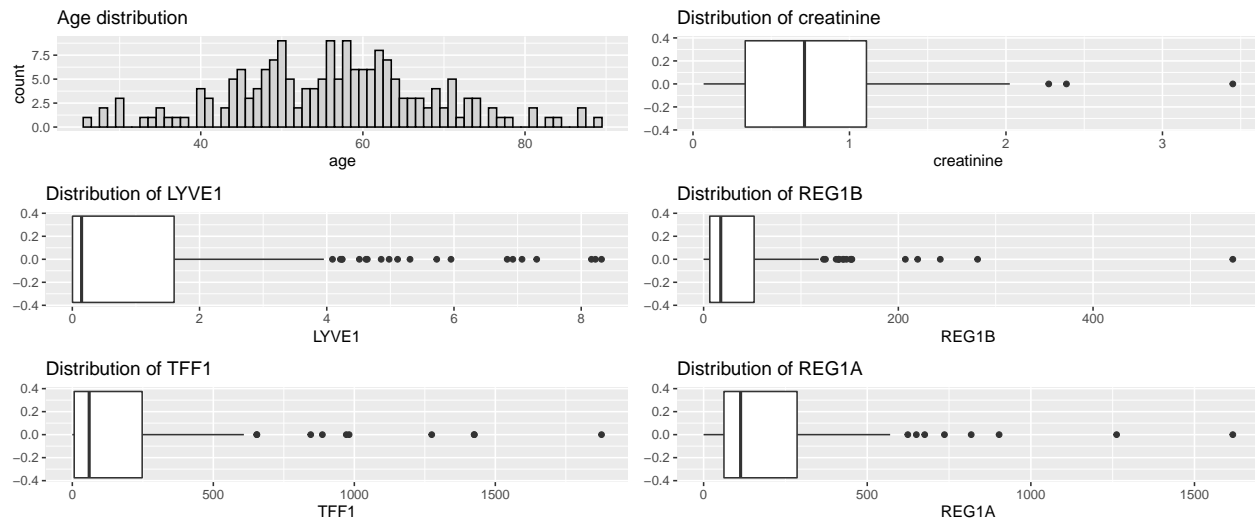 Age distribution
7.5
5.0
2.5
0.0
count
40 60 80
age
Distribution of creatinine
0.4
0.2
0.0
−0.2
−0.4
0 1 2 3
creatinine
Distribution of LYVE1
0.4
0.2
0.0
−0.2
−0.4
0 2 4 6 8
LYVE1
Distribution of REG1B
0.4
0.2
0.0
−0.2
−0.4
0 200 400
REG1B
Distribution of TFF1
0.4
0.2
0.0
−0.2
−0.4
0 500 1000 1500
TFF1
Distribution of REG1A
0.4
0.2
0.0
−0.2
−0.4
0 500 1000 1500
REG1A